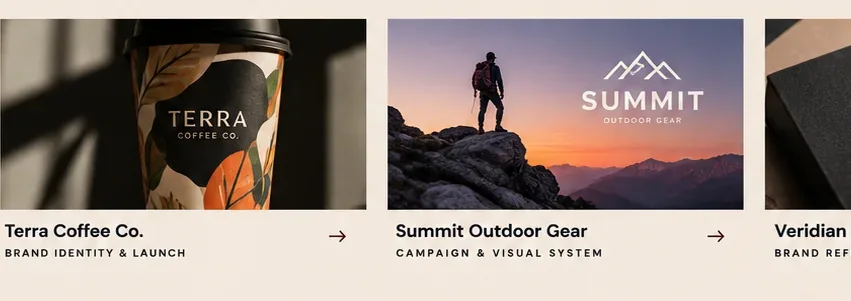 TERRA
COFFEE CO.
SUMMIT
OUTDOOR GEAR
Terra Coffee Co.
BRAND IDENTITY & LAUNCH
Summit Outdoor Gear
CAMPAIGN & VISUAL SYSTEM
Veridian
BRAND